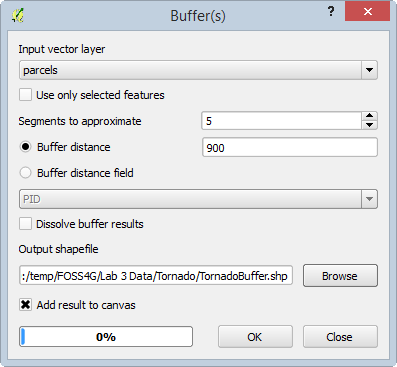 Buffer(s)
?
Input vector layer
parcels
Use only selected features
Segments to approximate 5
Buffer distance 900
Buffer distance field
PID
Dissolve buffer results
Output shapefile
:/temp/FOSS4G/Lab 3 Data/Tornado/TornadoBuffer.shp Browse
Add result to canvas
0% OK Close